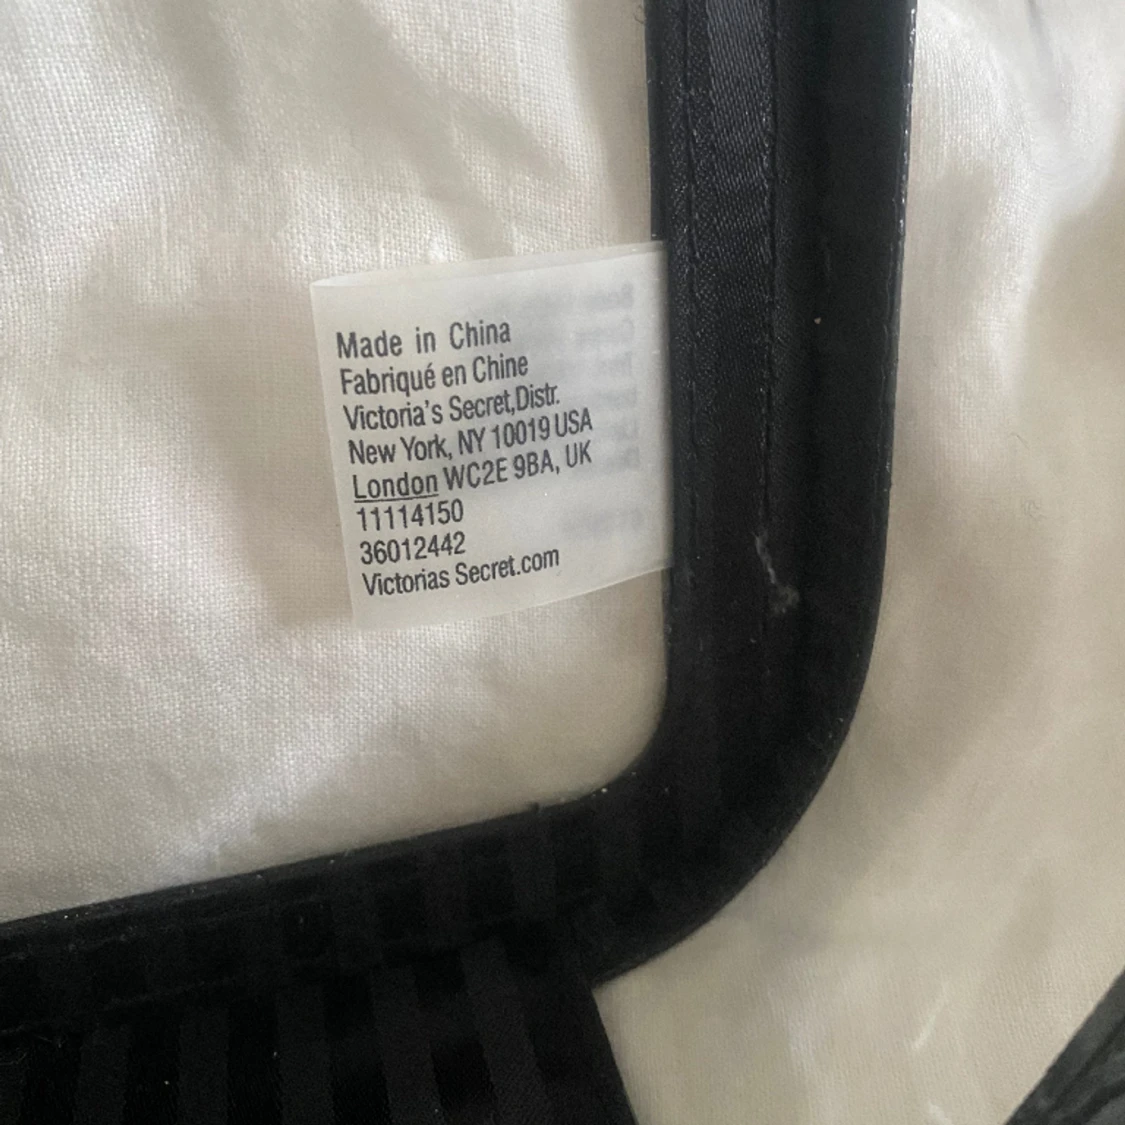 Made in China
Fabriqué en Chine
Victoria's Secret,Distr.
New York, NY 10019 USA
London WC2E 9BA, UK
11114150
36012442
Victorias Secret.com